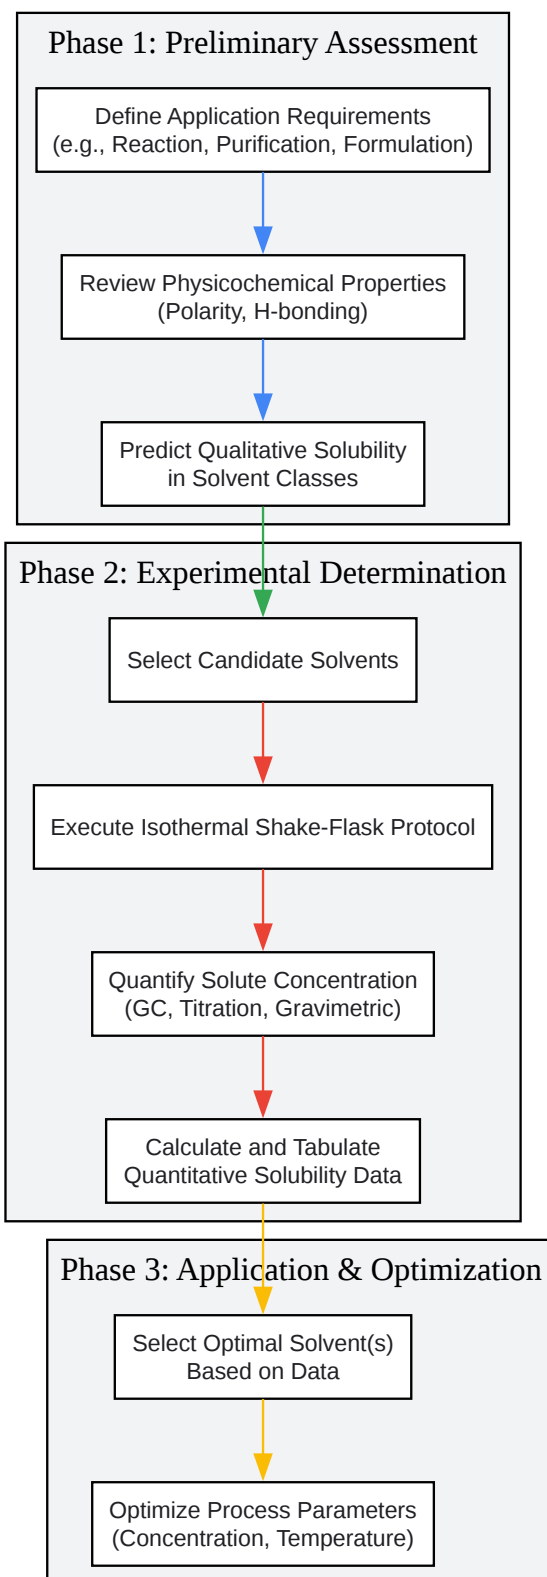 Phase 1: Preliminary Assessment
Define Application Requirements
(e.g., Reaction, Purification, Formulation)
Review Physicochemical Properties
(Polarity, H-bonding)
Predict Qualitative Solubility
in Solvent Classes
Phase 2: Experimental Determination
Select Candidate Solvents
Execute Isothermal Shake-Flask Protocol
Quantify Solute Concentration
(GC, Titration, Gravimetric)
Calculate and Tabulate
Quantitative Solubility Data
Phase 3: Application & Optimization
Select Optimal Solvent(s)
Based on Data
Optimize Process Parameters
(Concentration, Temperature)